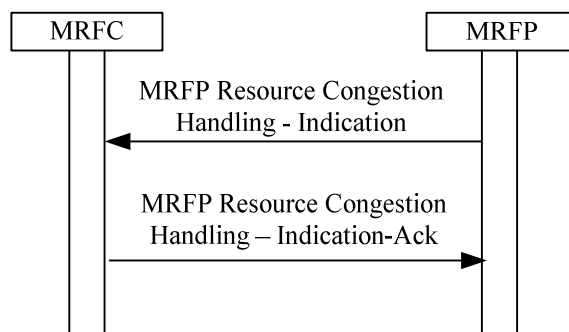 MRFC
MRFP
MRFP Resource Congestion
Handling - Indication
MRFP Resource Congestion
Handling – Indication-Ack